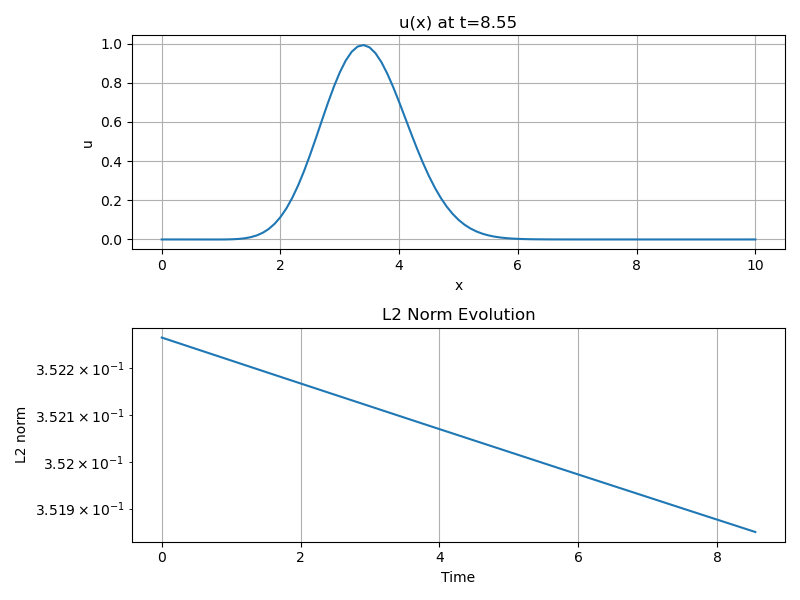 u(x) at t=8.55
1.0
0.8
0.6
0.4
0.2
0.0
u
0 2 4 6 8 10
x
L2 Norm Evolution
3.522 × 10⁻¹
3.521 × 10⁻¹
3.52 × 10⁻¹
3.519 × 10⁻¹
L2 norm
0 2 4 6 8
Time